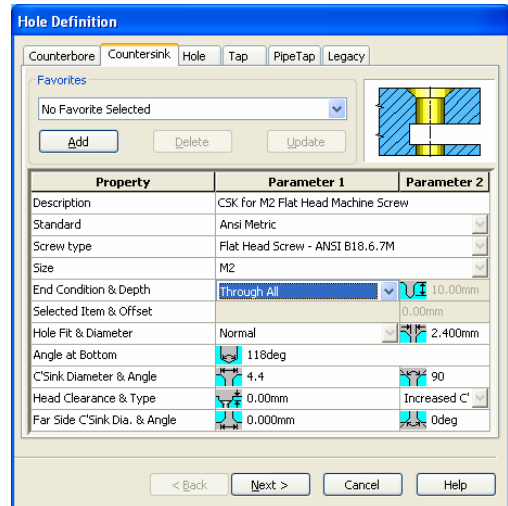 Hole Definition
Counterbore Countersink Hole Tap PipeTap Legacy
Favorites
No Favorite Selected
Add Delete Update
Property Parameter 1 Parameter 2
Description CSK for M2 Flat Head Machine Screw
Standard Ansi Metric
Screw type Flat Head Screw - ANSI B18.6.7M
Size M2
End Condition & Depth Through All 10.00mm
Selected Item & Offset 0.00mm
Hole Fit & Diameter Normal 2.400mm
Angle at Bottom 118deg
C'Sink Diameter & Angle 4.4 90
Head Clearance & Type 0.00mm Increased C'
Far Side C'Sink Dia. & Angle 0.000mm 0deg
< Back Next > Cancel Help